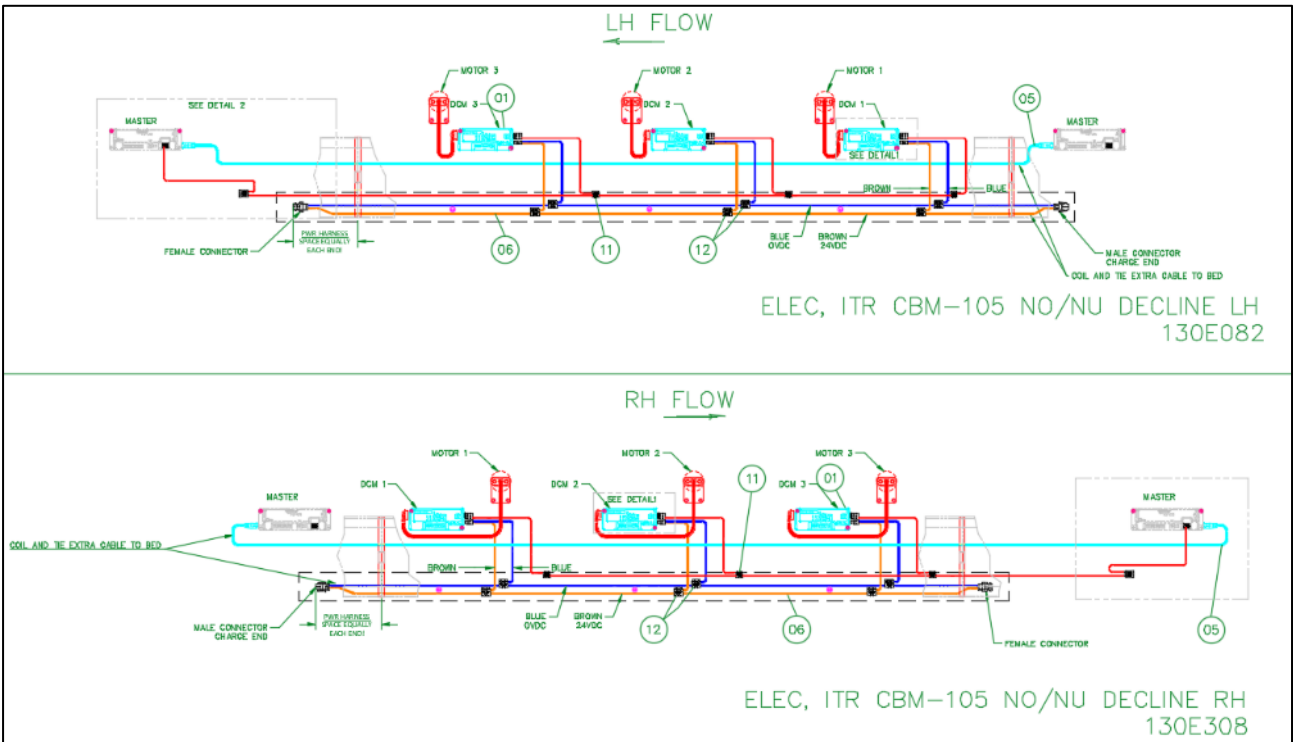 LH FLOW
MOTOR 3
MOTOR 2
MOTOR 1
SEE DETAIL 2
DCM 3
01
DCM 2
DCM 1
05
MASTER
MASTER
SEE DETAIL1
BROWN
BLUE
FEMALE CONNECTOR
PWR HARNESS
SPACE EQUALLY
EACH END!
06
11
12
BLUE
0VDC
BROWN
24VDC
MALE CONNECTOR
CHARGE END
COIL AND TIE EXTRA CABLE TO BED
ELEC, ITR CBM-105 NO/NU DECLINE LH
130E082
RH FLOW
MOTOR 1
MOTOR 2
MOTOR 3
DCM 1
DCM 2
SEE DETAIL1
11
DCM 3
01
MASTER
MASTER
COIL AND TIE EXTRA CABLE TO BED
BROWN
BLUE
MALE CONNECTOR
CHARGE END
PWR HARNESS
SPACE EQUALLY
EACH END!
BLUE
0VDC
BROWN
24VDC
12
06
05
FEMALE CONNECTOR
ELEC, ITR CBM-105 NO/NU DECLINE RH
130E308